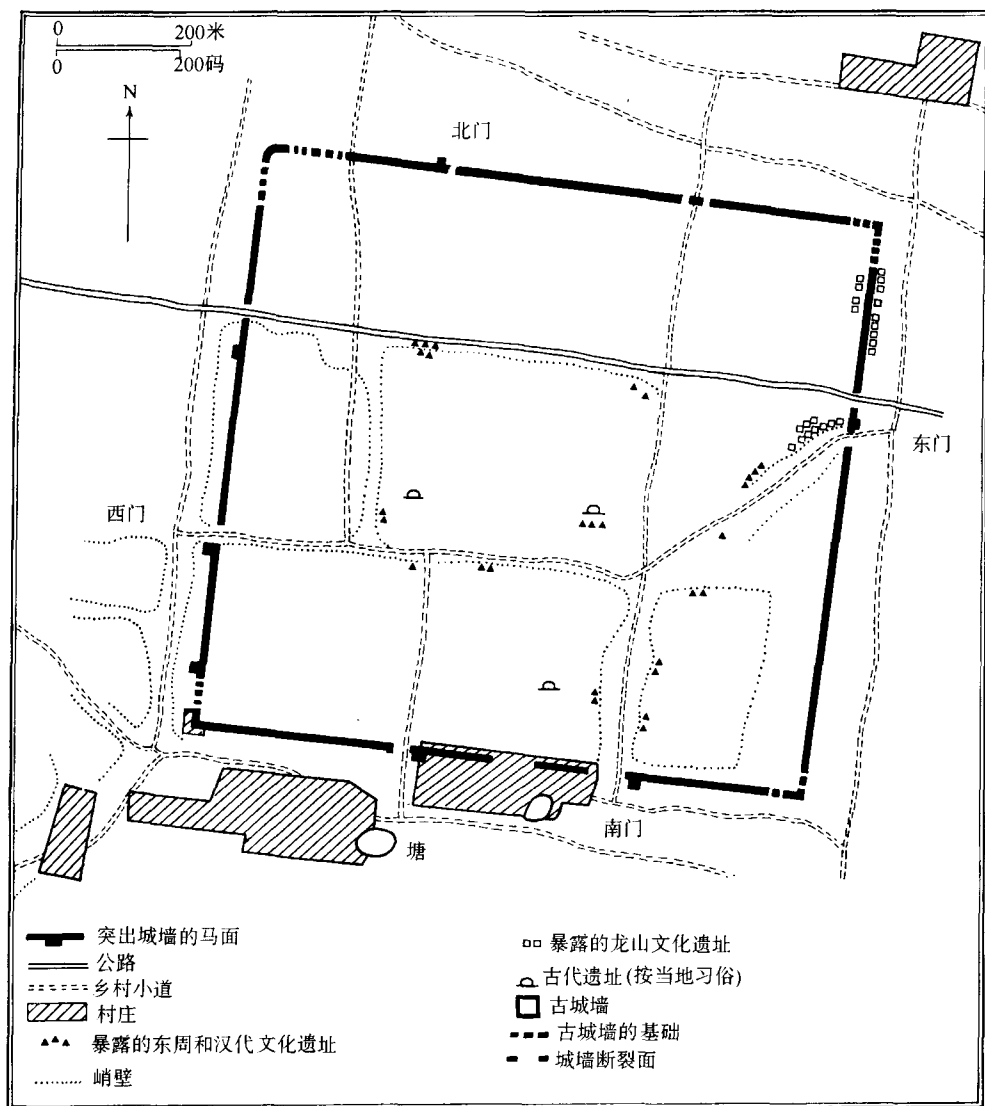 0 200米
0 200码
N
北门
东门
西门
南门
塘
突出城墙的马面
公路
乡村小道
村庄
暴露的东周和汉代文化遗址
峭壁
暴露的龙山文化遗址
古代遗址(按当地习俗)
古城墙
古城墙的基础
城墙断裂面